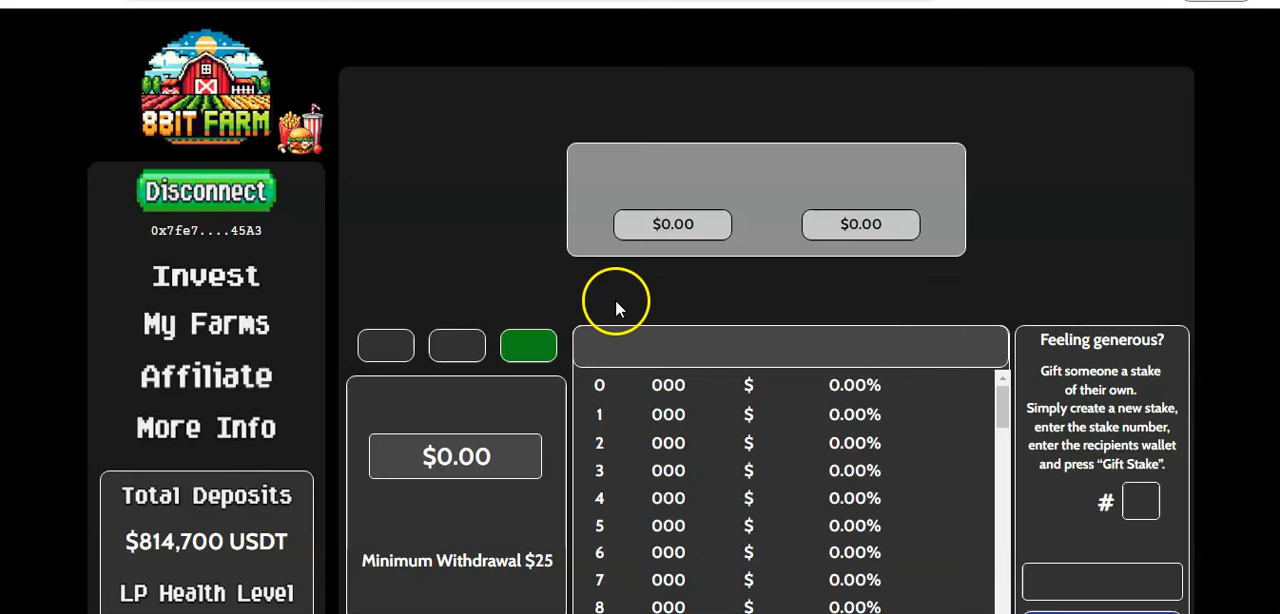 8BIT FARM
Disconnect
0x7fe7....45A3
Invest
My Farms
Affiliate
More Info
Total Deposits
$814,700 USDT
LP Health Level
$0.00 $0.00
$0.00
Minimum Withdrawal $25
0 000 $ 0.00%
1 000 $ 0.00%
2 000 $ 0.00%
3 000 $ 0.00%
4 000 $ 0.00%
5 000 $ 0.00%
6 000 $ 0.00%
7 000 $ 0.00%
8 000 $ 0.00%
Feeling generous?
Gift someone a stake
of their own.
Simply create a new stake,
enter the stake number,
enter the recipients wallet
and press “Gift Stake”.
#